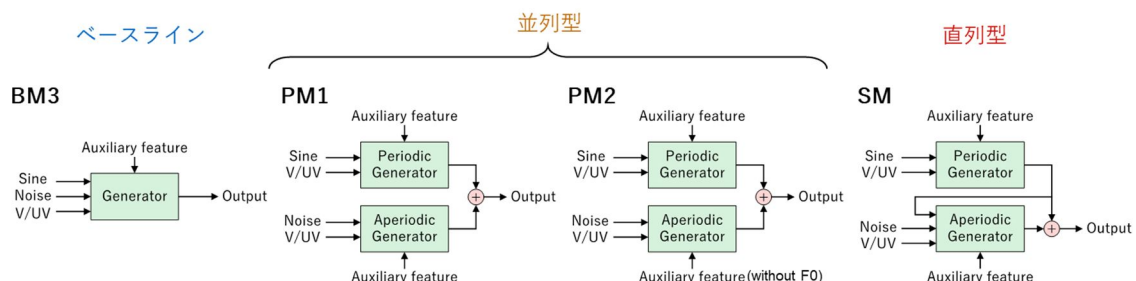 ベースライン
並列型
直列型
BM3
PM1
PM2
SM
Auxiliary feature
Sine
Noise
V/UV
Generator
Output
Auxiliary feature
Sine
V/UV
Periodic
Generator
Noise
V/UV
Aperiodic
Generator
+
Output
Auxiliary feature
Auxiliary feature
Sine
V/UV
Periodic
Generator
Noise
V/UV
Aperiodic
Generator
+
Output
Auxiliary feature(without F0)
Auxiliary feature
Sine
V/UV
Periodic
Generator
Noise
V/UV
Aperiodic
Generator
+
Output
Auxiliary feature